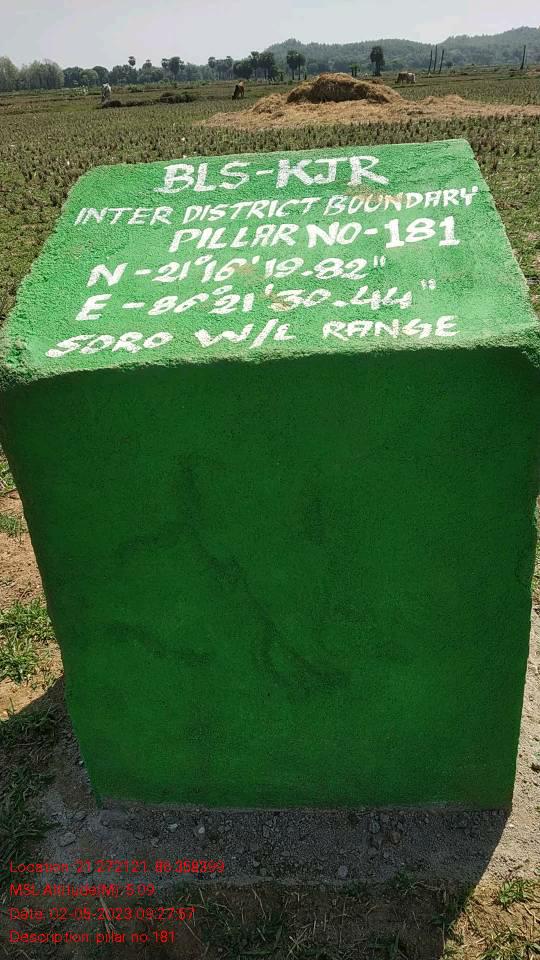 BLS-KJR
INTER DISTRICT BOUNDARY
PILLAR NO-181
N-21°16'19.82"
E-86°21'30.44"
SORO W/L RANGE
Location: 21.272121, 86.358399
MSL Altitude(M): 5.09
Date: 02-05-2023 09:27:57
Description: pillar no 181